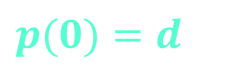 p(0) = d